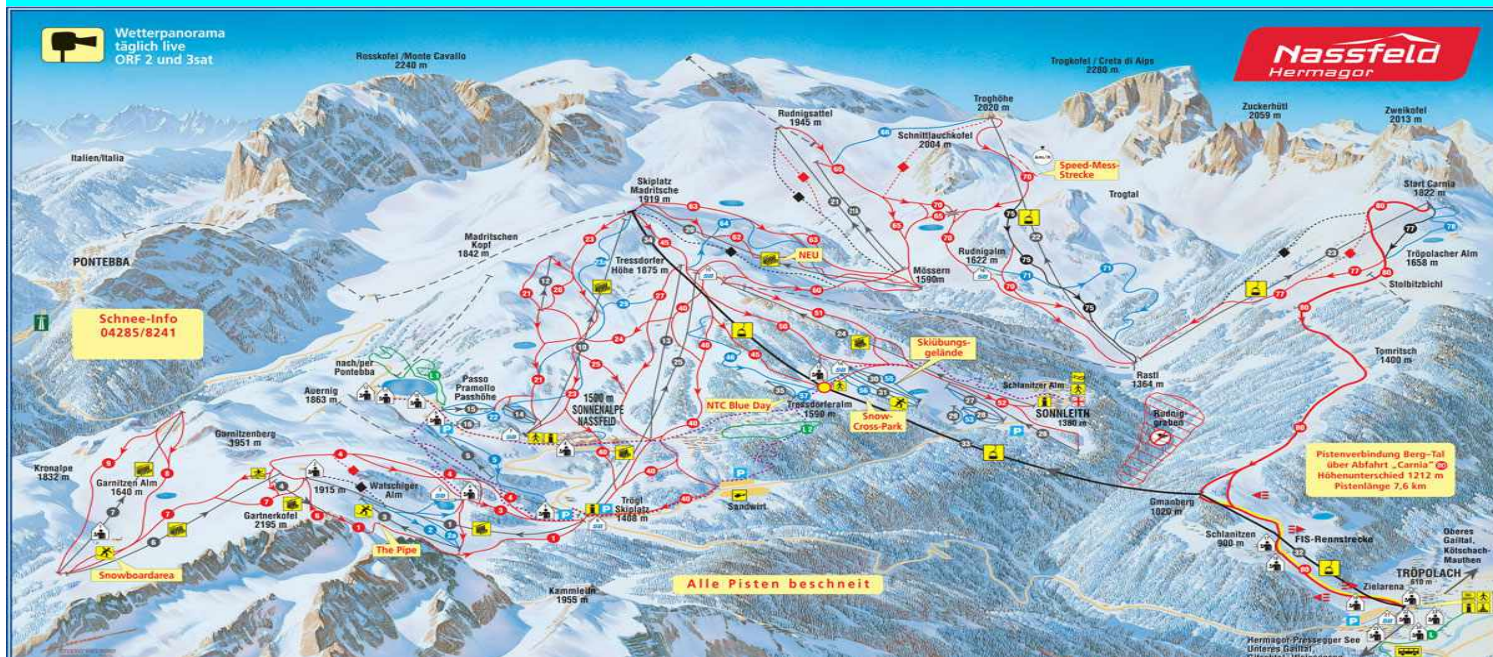 Wetterpanorama
täglich live
ORF 2 und 3sat
Rosskofel /Monte Cavallo
2240 m
Trogkofel / Creta di Aips
2280 m
Nassfeld
Hermagor
Zuckerhütl
2059 m
Zweikofel
2013 m
Troghöhe
2020 m
Rudnigsattel
1945 m
Schnittlauchkofel
2004 m
Italien/Italia
Speed-Mess-
Strecke
Skiplatz
Madritsche
1919 m
Start Carnia
1822 m
Trogtal
Madritschen
Kopf
1842 m
Tressdorfer
Höhe 1875 m
NEU
Rudnigalm
1622 m
Mössern
1590m
Tröpolacher Alm
1658 m
Stolbitzbichl
PONTEBBA
Schnee-Info
04285/8241
Skiübungs-
gelände
Tomritsch
1400 m
nach/per
Pontebba
Auernig
1863 m
Passo
Pramollo
Passhöhe
1500 m
SONNENALPE
NASSFELD
Rastl
1364 m
Schlanitzer Alm
SONNLEITN
1380 m
NTC Blue Day
Tressdorferalm
1590 m
Snow-
Cross-Park
Rudnig-
graben
Garnitzenberg
1951 m
Kronalpe
1832 m
Garnitzen Alm
1640 m
1915 m
Watschiger
Alm
Gartnerkofel
2195 m
Trögl
Skiplatz
1468 m
Sandwirt
Pistenverbindung Berg-Tal
über Abfahrt „Carnia“ 80
Höhenunterschied 1212 m
Pistenlänge 7,6 km
Gmanberg
1020 m
The Pipe
Snowboardarea
Schlanitzen
900 m
FIS-Rennstrecke
Oberes
Gailtal,
Kötschach-
Mauthen
TRÖPOLACH
610 m
Alle Pisten beschneit
Zielarena
Kammleitn
1955 m
Hermagor-Pressegger See
Unteres Gailtal,